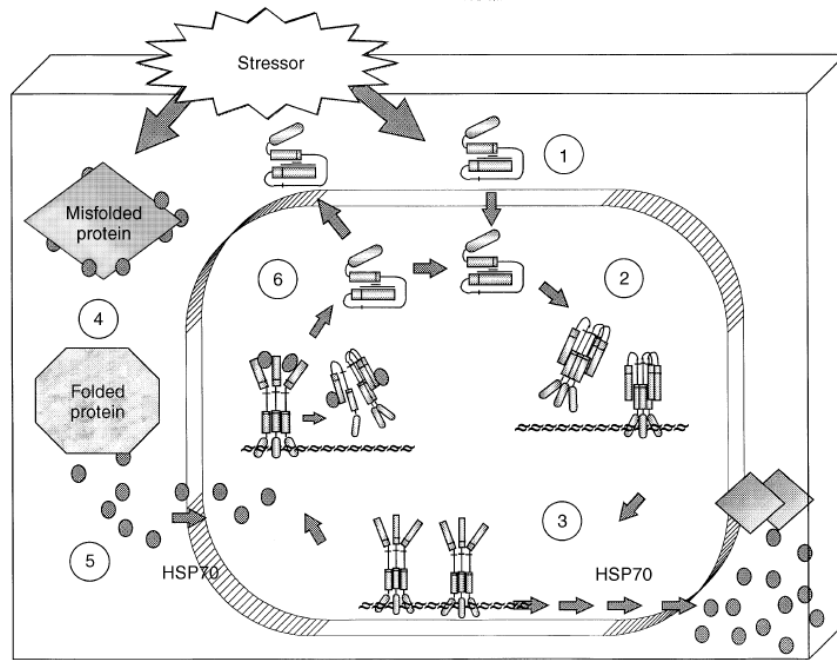 Stressor
1
Misfolded
protein
6
2
4
Folded
protein
3
5
HSP70
HSP70